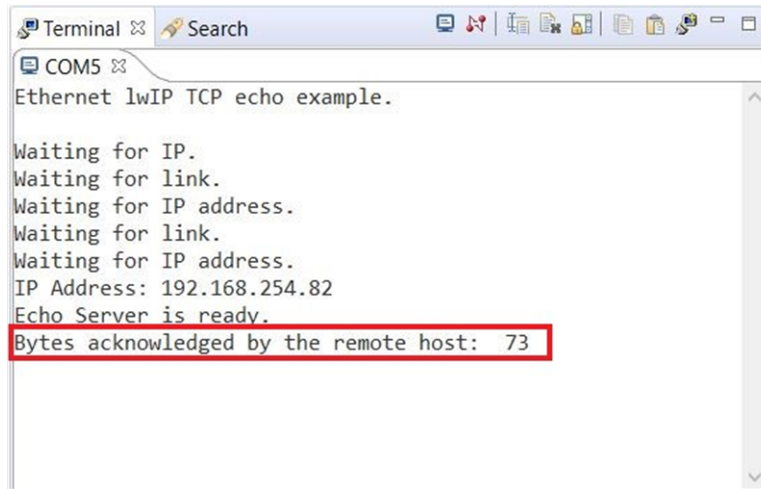 Terminal Search
COM5
Ethernet lwIP TCP echo example.
Waiting for IP.
Waiting for link.
Waiting for IP address.
Waiting for link.
Waiting for IP address.
IP Address: 192.168.254.82
Echo Server is ready.
Bytes acknowledged by the remote host:  73